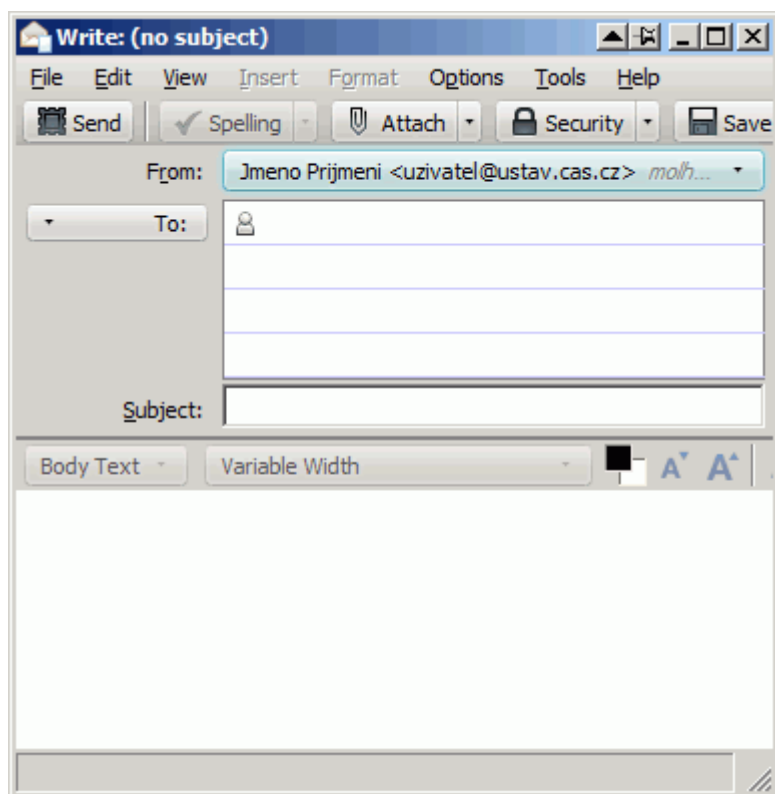 Write: (no subject)
File Edit View Insert Format Options Tools Help
Send Spelling Attach Security Save
From: Jmeno Prijmeni <uzivatel@ustav.cas.cz> molh...
To:
Subject:
Body Text Variable Width A A